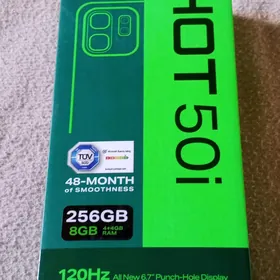 HOT 50i
TÜV
SÜD
48-MONTH
of SMOOTHNESS
256GB
8GB 4+4GB
RAM
120Hz All New 6.7" Punch-Hole Display